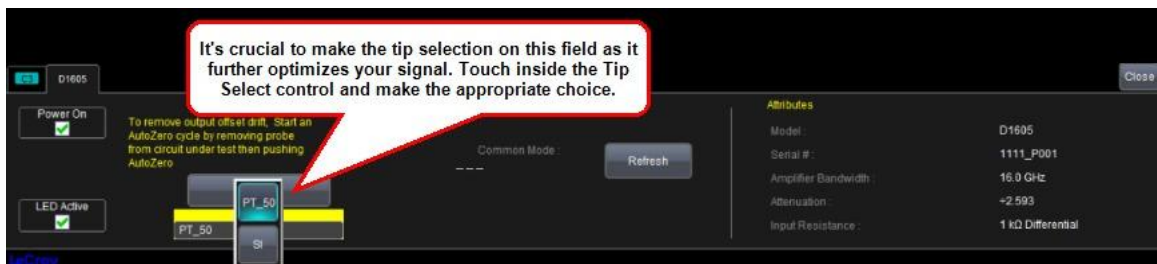 It's crucial to make the tip selection on this field as it
further optimizes your signal. Touch inside the Tip
Select control and make the appropriate choice.
C3
D1605
Close
Power On
To remove output offset drift, Start an
AutoZero cycle by removing probe
from circuit under test then pushing
AutoZero
Common Mode :
---
Refresh
LED Active
PT_50
PT_50
SI
Attributes
Model :
D1605
Serial # :
1111_P001
Amplifier Bandwidth :
16.0 GHz
Attenuation :
÷2.593
Input Resistance :
1 kΩ Differential
LeCroy